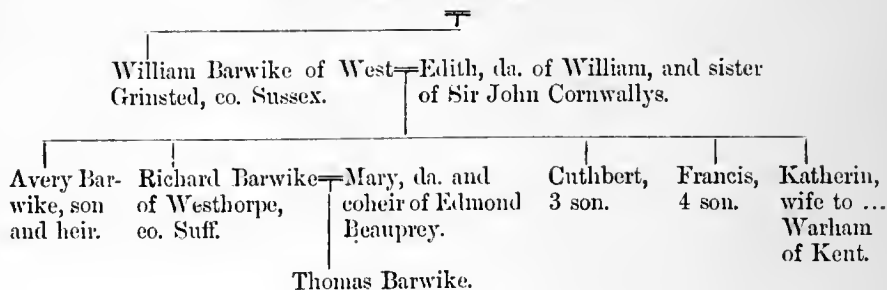 William Barwike of West
Grinsted, co. Sussex.
Edith, da. of William, and sister
of Sir John Cornwallys.
Avery Bar-
wike, son
and heir.
Richard Barwike
of Westhorpe,
co. Suff.
Mary, da. and
coheir of Edmond
Beauprey.
Cuthbert,
3 son.
Francis,
4 son.
Katherin,
wife to ...
Warham
of Kent.
Thomas Barwike.